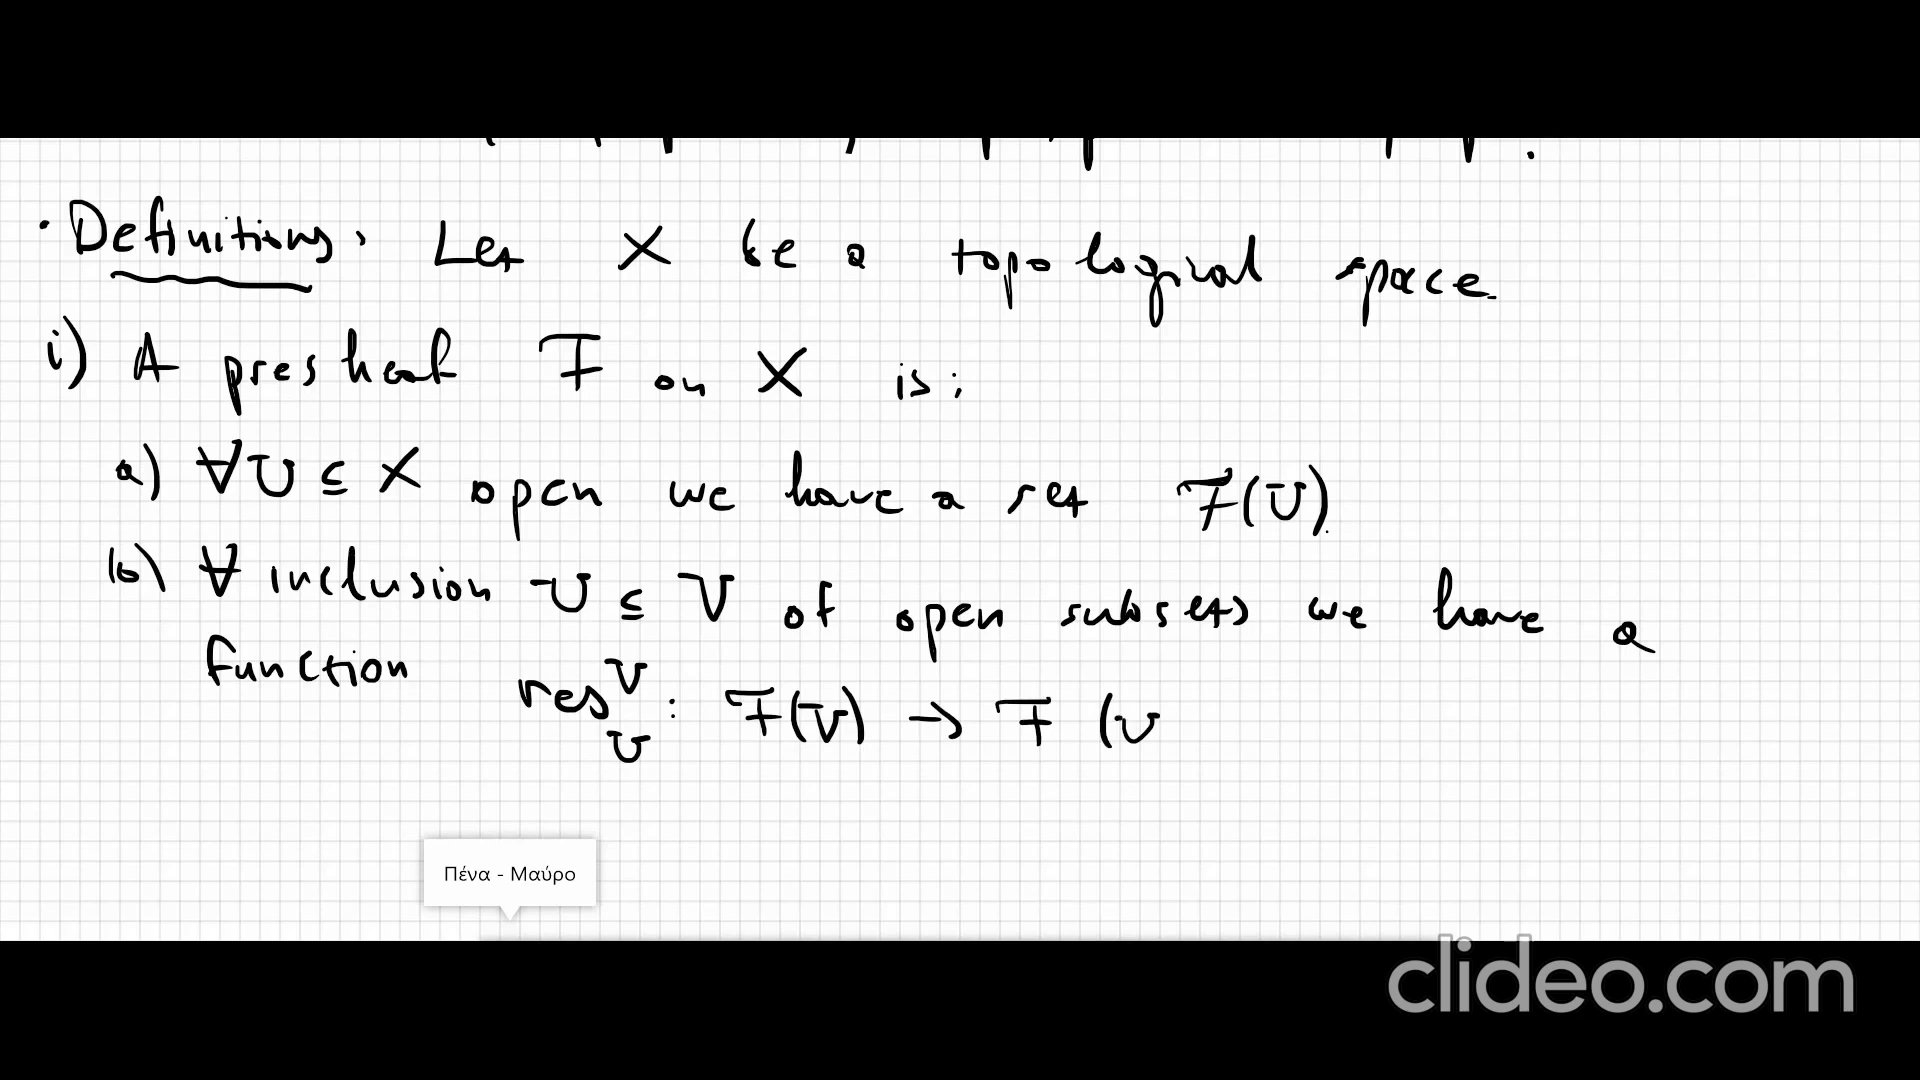 · Definitions. Let X be a topological space.
i) A presheaf F on X is:
a) ∀U ⊆ X open we have a set F(U).
b) ∀ inclusion U ⊆ V of open subsets we have a
function res^V_U : F(V) → F (U
Πένα - Μαύρο
clideo.com